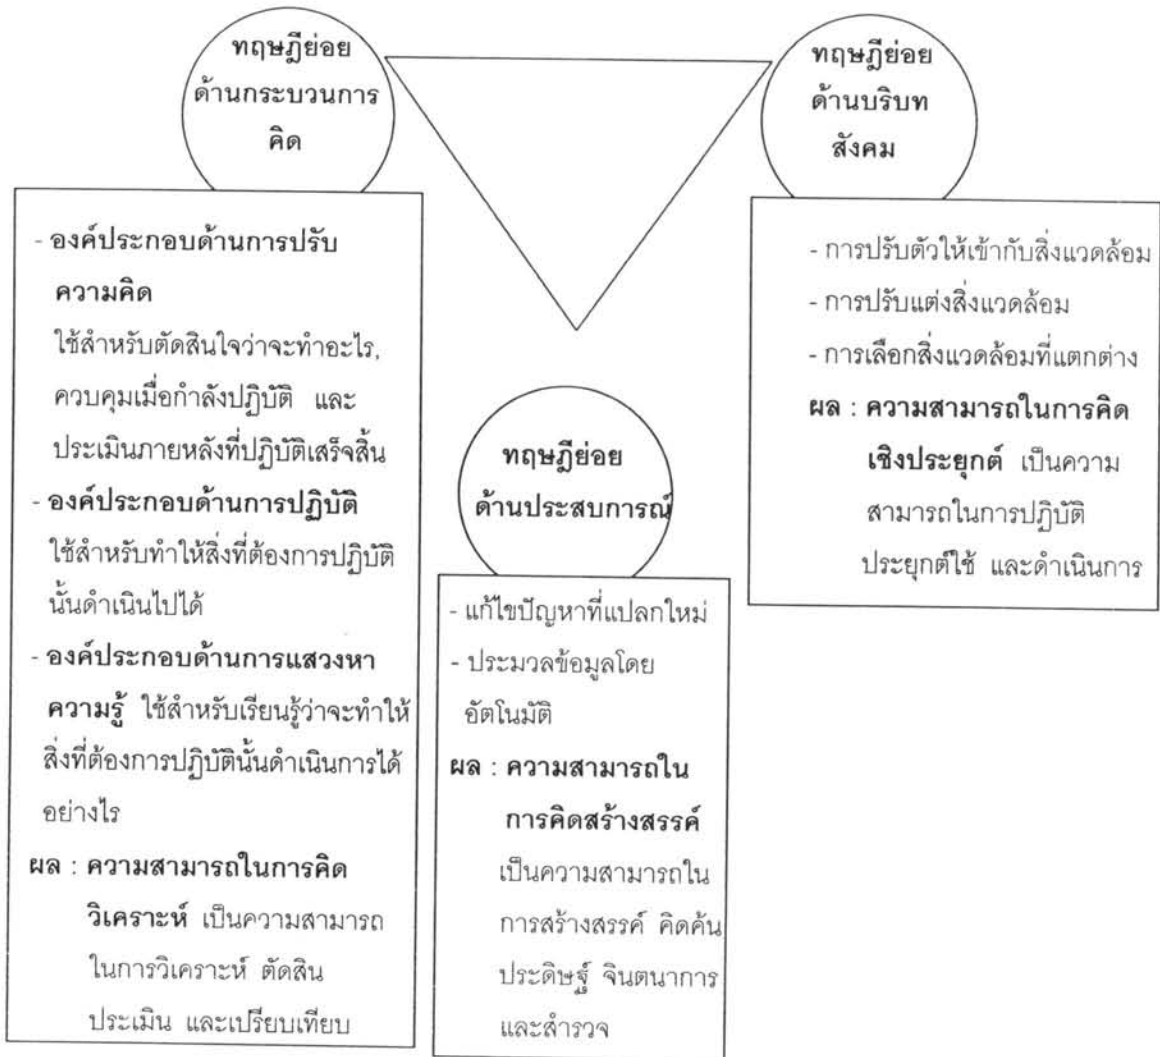 ทฤษฎีย่อย
ด้านกระบวนการ
คิด
- องค์ประกอบด้านการปรับ
ความคิด
ใช้สำหรับตัดสินใจว่าจะทำอะไร,
ควบคุมเมื่อกำลังปฏิบัติ และ
ประเมินภายหลังที่ปฏิบัติเสร็จสิ้น
- องค์ประกอบด้านการปฏิบัติ
ใช้สำหรับทำให้สิ่งที่ต้องการปฏิบัติ
นั้นดำเนินไปได้
- องค์ประกอบด้านการแสวงหา
ความรู้ ใช้สำหรับเรียนรู้ว่าจะทำให้
สิ่งที่ต้องการปฏิบัตินั้นดำเนินการได้
อย่างไร
ผล : ความสามารถในการคิด
วิเคราะห์ เป็นความสามารถ
ในการวิเคราะห์ ตัดสิน
ประเมิน และเปรียบเทียบ
ทฤษฎีย่อย
ด้านประสบการณ์
- แก้ไขปัญหาที่แปลกใหม่
- ประมวลข้อมูลโดย
อัตโนมัติ
ผล : ความสามารถใน
การคิดสร้างสรรค์
เป็นความสามารถใน
การสร้างสรรค์ คิดค้น
ประดิษฐ์ จินตนาการ
และสำรวจ
ทฤษฎีย่อย
ด้านบริบท
สังคม
- การปรับตัวให้เข้ากับสิ่งแวดล้อม
- การปรับแต่งสิ่งแวดล้อม
- การเลือกสิ่งแวดล้อมที่แตกต่าง
ผล : ความสามารถในการคิด
เชิงประยุกต์ เป็นความ
สามารถในการปฏิบัติ
ประยุกต์ใช้ และดำเนินการ